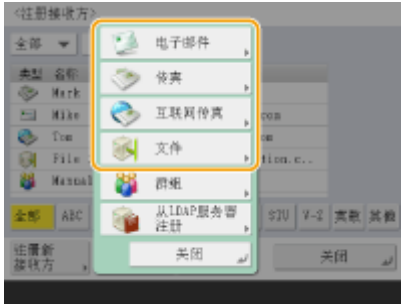 <注册接收方>
全部
电子邮件
类型 名称
传真
Mark
互联网传真
Mike
com
Tom
文件
File
tion.c..
Manual
群组
全部 ABC
从LDAP服务器
注册
STU V-Z 数字 其他
注册新
接收方
关闭
关闭